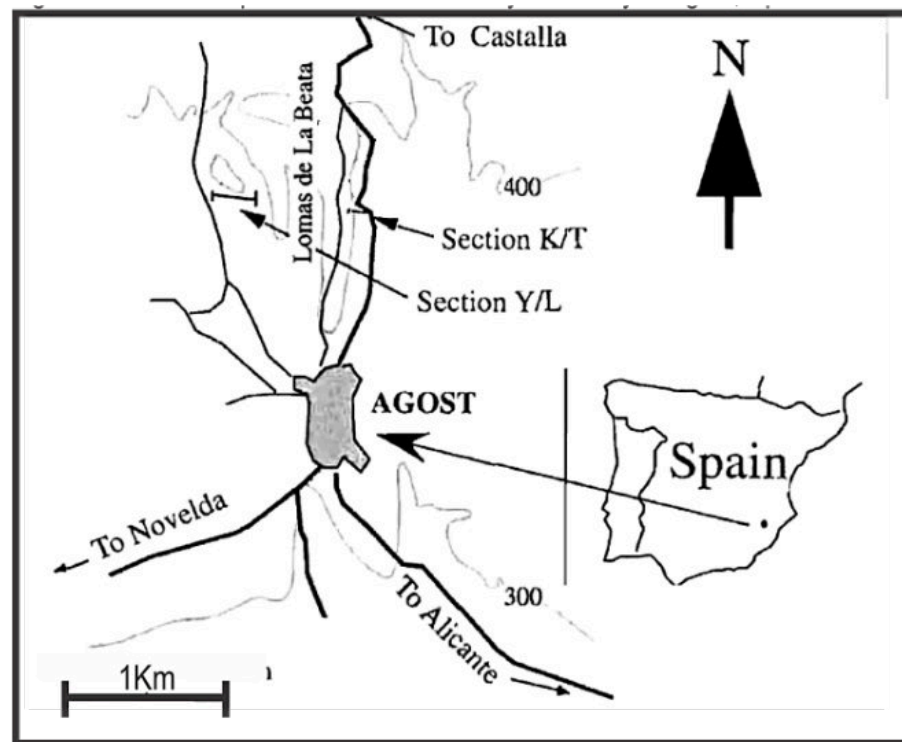 To Castalla
N
Lomas de La Beata
400
Section K/T
Section Y/L
AGOST
Spain
To Novelda
300
To Alicante
1Km